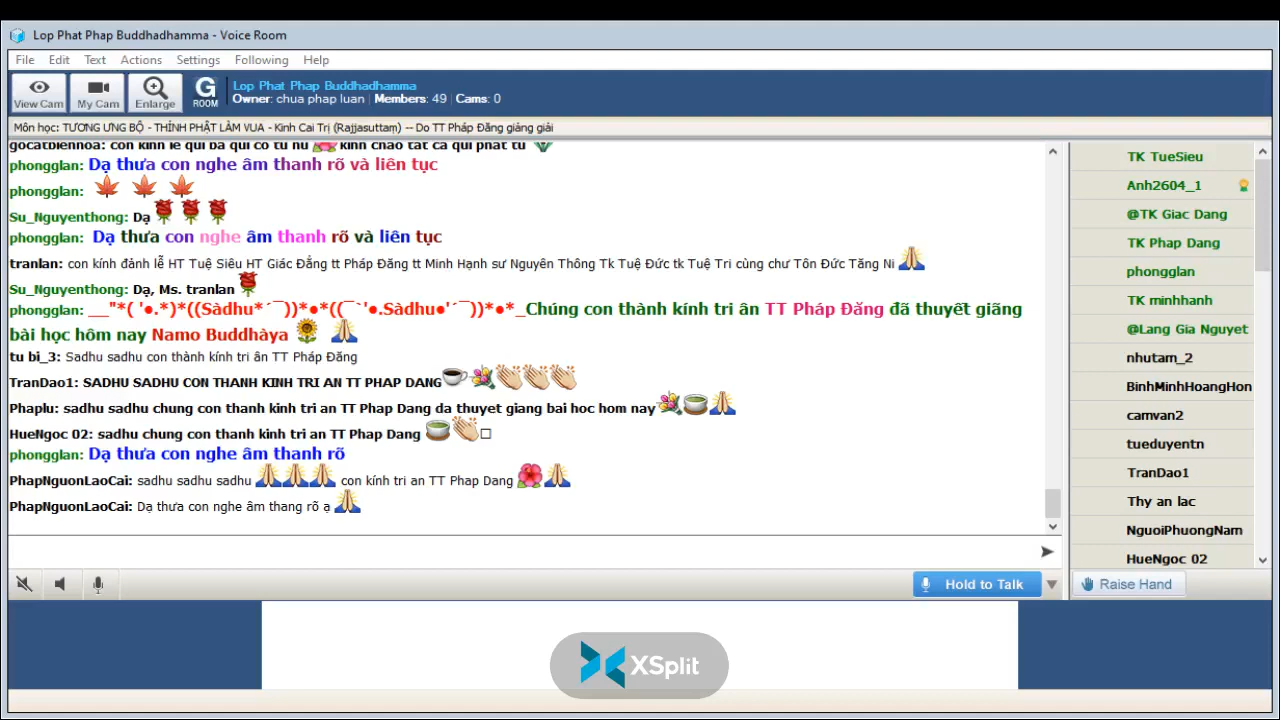 Lop Phat Phap Buddhadhamma - Voice Room
File Edit Text Actions Settings Following Help
View Cam My Cam Enlarge G ROOM
Lop Phat Phap Buddhadhamma
Owner: chua phap luan | Members: 49 | Cams: 0
Môn học: TƯƠNG ƯNG BỘ - THỈNH PHẬT LÀM VUA - Kinh Cai Trị (Rajjasuttaṃ) -- Do TT Pháp Đăng giảng giải
gocatbienhoa: con kinh le qui ba qui co tu nu kinh chao tat ca qui phat tu
phongglan: Dạ thưa con nghe âm thanh rõ và liên tục
phongglan:
Su_Nguyenthong: Dạ
phongglan: Dạ thưa con nghe âm thanh rõ và liên tục
tranlan: con kính đảnh lễ HT Tuệ Siêu HT Giác Đẳng tt Pháp Đăng tt Minh Hạnh sư Nguyên Thông Tk Tuệ Đức tk Tuệ Tri cùng chư Tôn Đức Tăng Ni
Su_Nguyenthong: Dạ, Ms. tranlan
phongglan: __"*( '●.*)*((Sàdhu*´¯))*●*((¯`'●.Sàdhu●'´¯))*●*_Chúng con thành kính tri ân TT Pháp Đăng đã thuyết giãng
bài học hôm nay Namo Buddhàya
tu bi_3: Sadhu sadhu con thành kính tri ân TT Pháp Đăng
TranDao1: SADHU SADHU CON THANH KINH TRI AN TT PHAP DANG
Phaplu: sadhu sadhu chung con thanh kinh tri an TT Phap Dang da thuyet giang bai hoc hom nay
HueNgoc 02: sadhu chung con thanh kinh tri an TT Phap Dang
phongglan: Dạ thưa con nghe âm thanh rõ
PhapNguonLaoCai: sadhu sadhu sadhu con kính tri an TT Phap Dang
PhapNguonLaoCai: Dạ thưa con nghe âm thang rõ ạ
TK TueSieu
Anh2604_1
@TK Giac Dang
TK Phap Dang
phongglan
TK minhhanh
@Lang Gia Nguyet
nhutam_2
BinhMinhHoangHon
camvan2
tueduyentn
TranDao1
Thy an lac
NguoiPhuongNam
HueNgoc 02
Hold to Talk
Raise Hand
XSplit